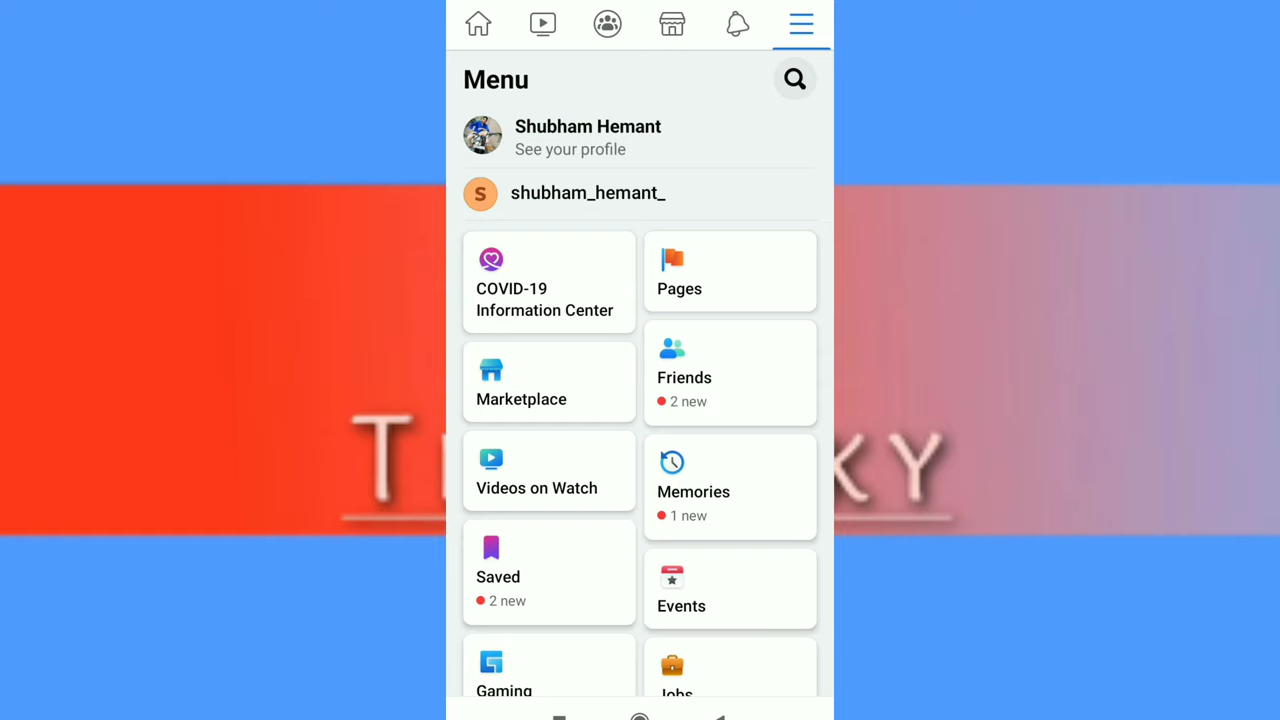 Menu
Shubham Hemant
See your profile
S
shubham_hemant_
COVID-19
Information Center
Pages
Marketplace
Friends
2 new
Videos on Watch
Memories
1 new
Saved
2 new
Events
Gaming
Jobs
T
KY